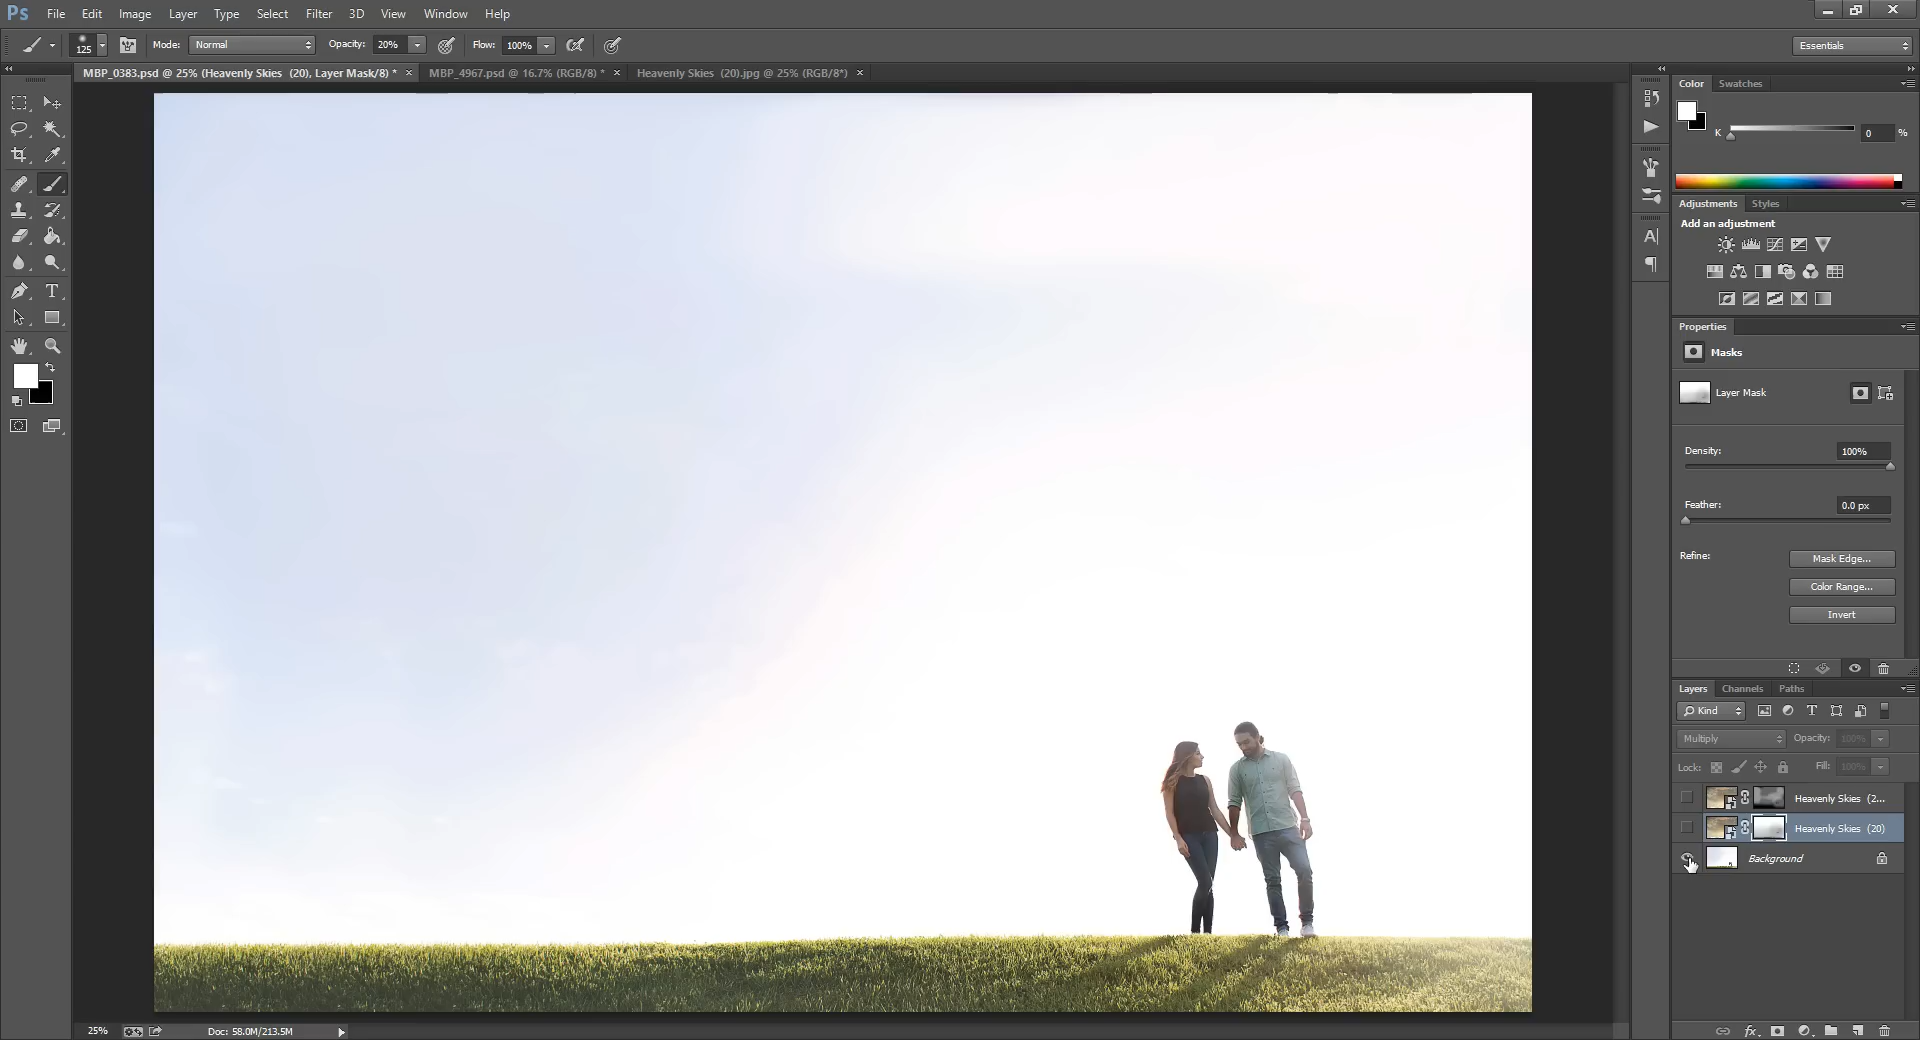 Ps File Edit Image Layer Type Select Filter 3D View Window Help
125 Mode: Normal Opacity: 20% Flow: 100% Essentials
MBP_0383.psd @ 25% (Heavenly Skies (20), Layer Mask/8) * × MBP_4967.psd @ 16.7% (RGB/8) * × Heavenly Skies (20).jpg @ 25% (RGB/8*) ×
Color Swatches
K 0 %
Adjustments Styles
Add an adjustment
Properties
Masks
Layer Mask
Density: 100%
Feather: 0.0 px
Refine: Mask Edge...
Color Range...
Invert
Layers Channels Paths
Kind
Multiply Opacity: 100%
Lock: Fill: 100%
Heavenly Skies (2...
Heavenly Skies (20)
Background
25% Doc: 58.0M/213.5M